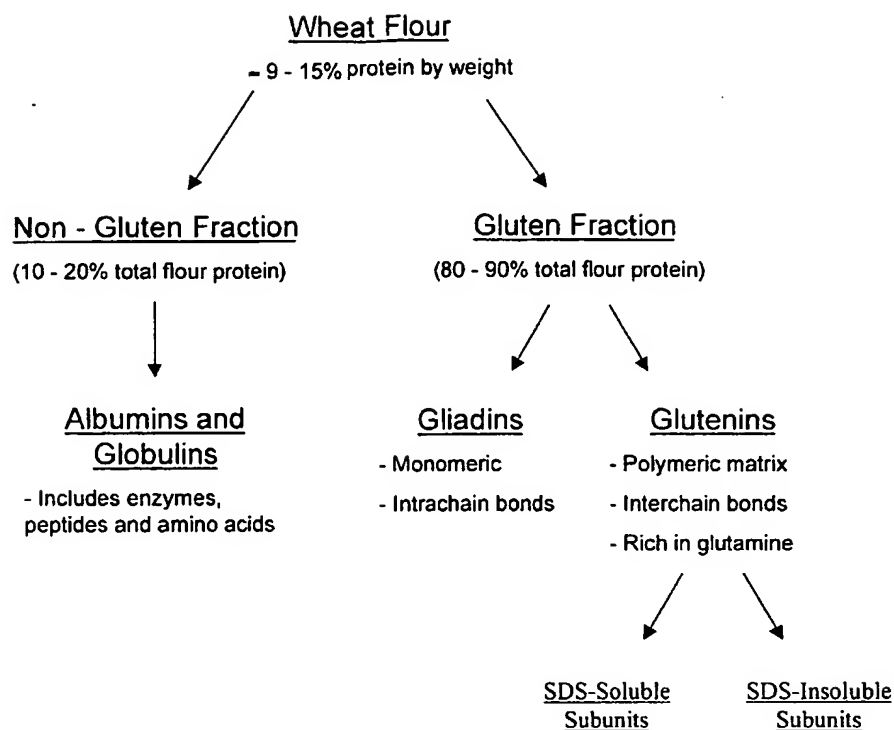 Wheat Flour
~ 9 - 15% protein by weight
Non - Gluten Fraction
(10 - 20% total flour protein)
Gluten Fraction
(80 - 90% total flour protein)
Albumins and
Globulins
- Includes enzymes,
peptides and amino acids
Gliadins
- Monomeric
- Intrachain bonds
Glutenins
- Polymeric matrix
- Interchain bonds
- Rich in glutamine
SDS-Soluble
Subunits
SDS-Insoluble
Subunits